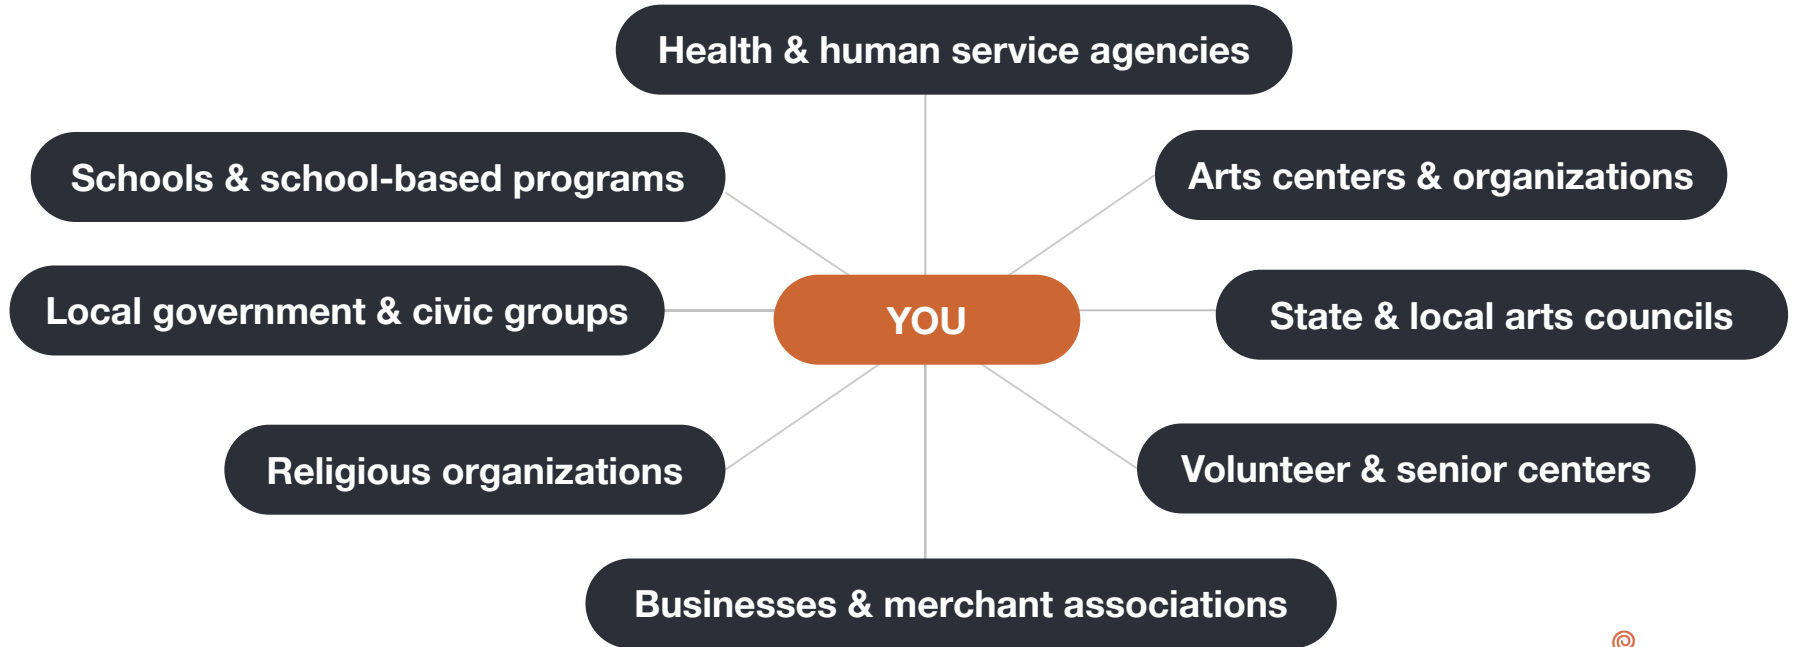 Health & human service agencies
Schools & school-based programs
Arts centers & organizations
Local government & civic groups
YOU
State & local arts councils
Religious organizations
Volunteer & senior centers
Businesses & merchant associations